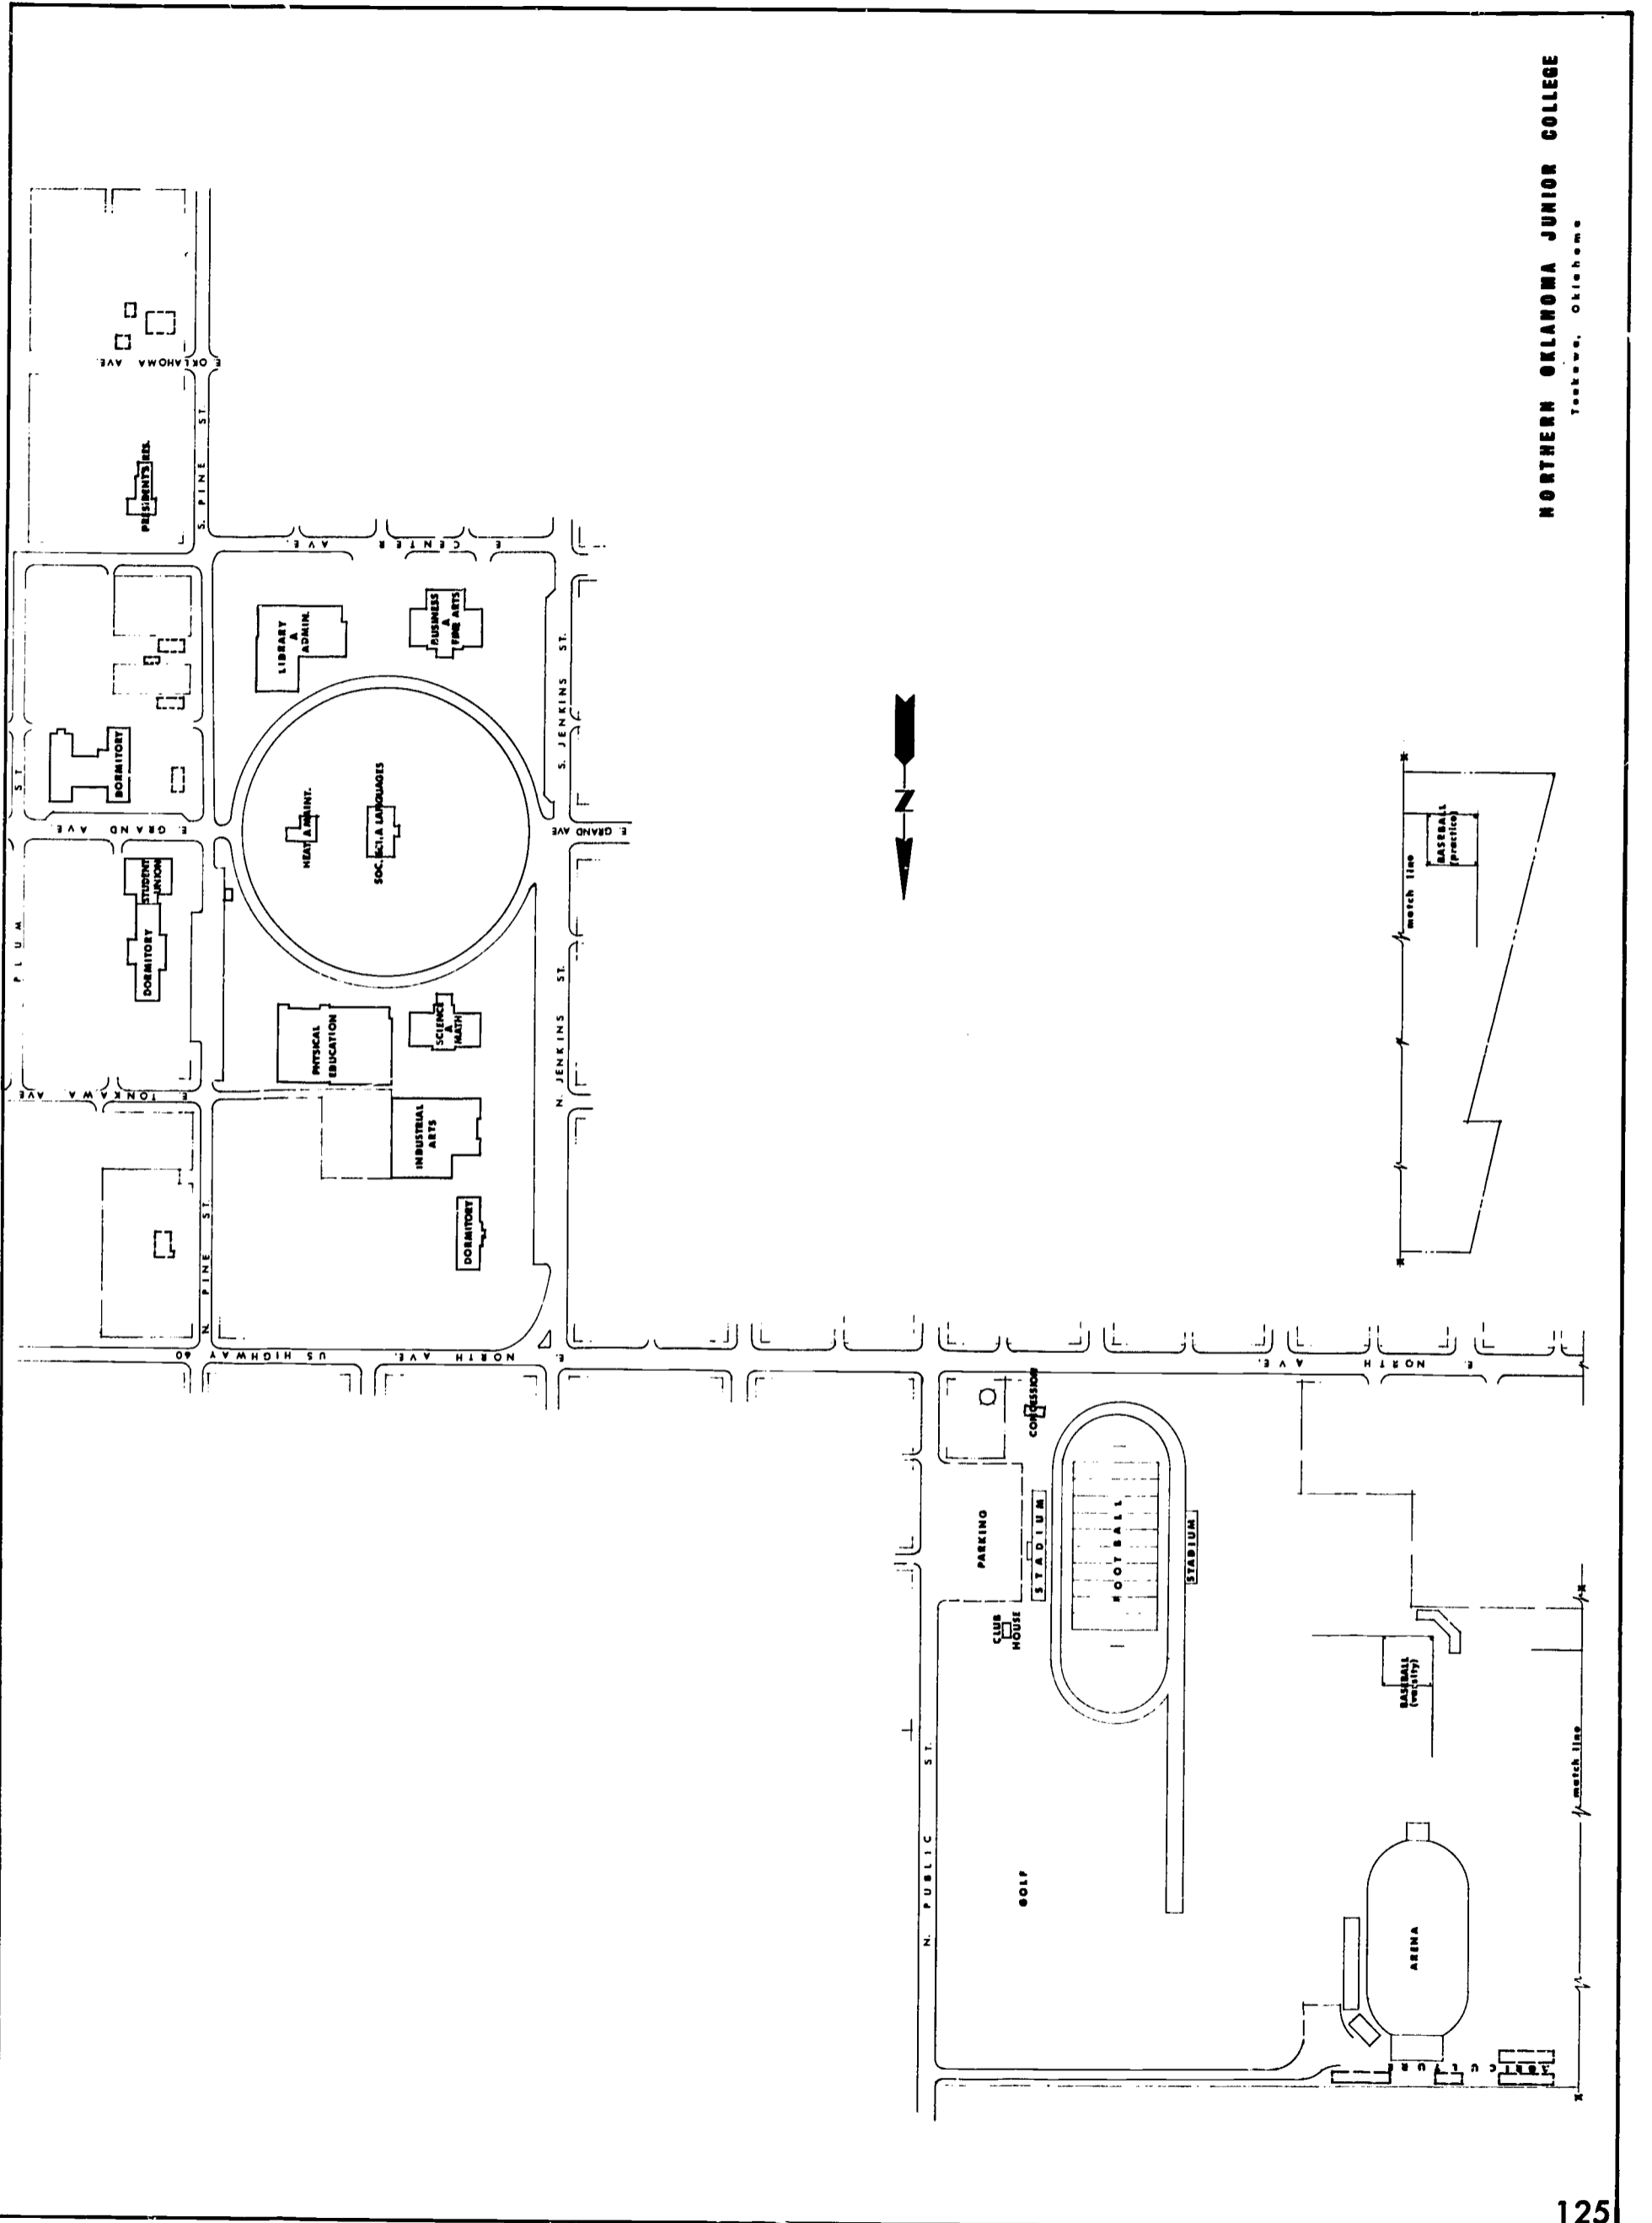 NORTHERN OKLAHOMA JUNIOR COLLEGE
Tonkawa, Oklahoma
E OKLAHOMA AVE.
PRESIDENT'S RES.
S. PINE ST.
E CENTER AVE.
LIBRARY
&
ADMIN.
BUSINESS
&
FINE ARTS
S. JENKINS ST.
DORMITORY
PLUM ST
E. GRAND AVE.
HEAT & MAINT.
SOC. SCI. & LANGUAGES
E. GRAND AVE
STUDENT
UNION
DORMITORY
PHYSICAL
EDUCATION
SCIENCE
&
MATH
N. JENKINS ST.
E TONKAWA AVE
INDUSTRIAL
ARTS
DORMITORY
N. PINE ST.
US HIGHWAY 60
E. NORTH AVE.
N
BASEBALL
(practice)
match line
E. NORTH AVE.
CONCESSION
PARKING
STADIUM
FOOTBALL
STADIUM
CLUB
HOUSE
BASEBALL
(varsity)
match line
N. PUBLIC ST.
GOLF
ARENA
AGRICULTURE
125